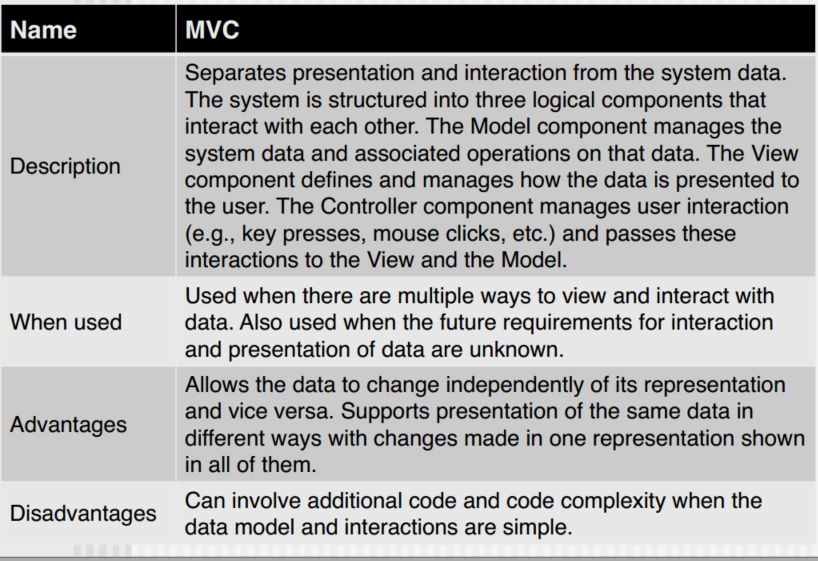 Name MVC
Description
Separates presentation and interaction from the system data.
The system is structured into three logical components that
interact with each other. The Model component manages the
system data and associated operations on that data. The View
component defines and manages how the data is presented to
the user. The Controller component manages user interaction
(e.g., key presses, mouse clicks, etc.) and passes these
interactions to the View and the Model.
When used
Used when there are multiple ways to view and interact with
data. Also used when the future requirements for interaction
and presentation of data are unknown.
Advantages
Allows the data to change independently of its representation
and vice versa. Supports presentation of the same data in
different ways with changes made in one representation shown
in all of them.
Disadvantages
Can involve additional code and code complexity when the
data model and interactions are simple.